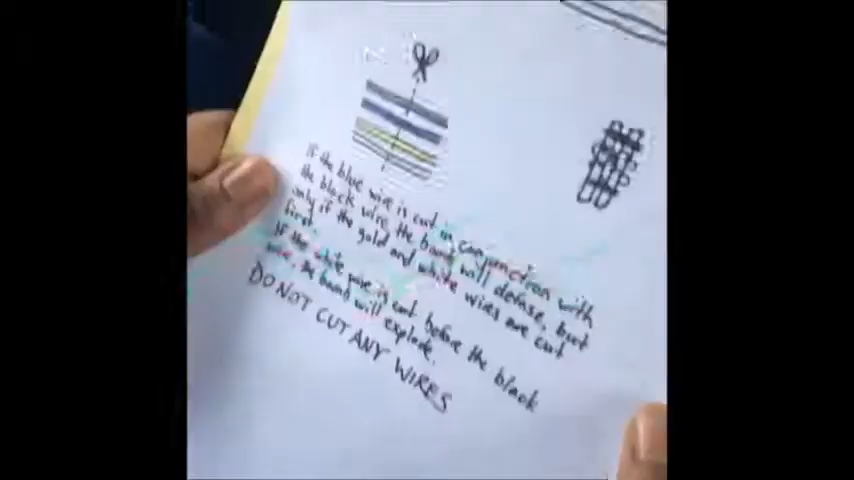 If the blue wire is cut in conjunction with
the black wire, the bomb will defuse, but
only if the gold and white wires are cut
first.
If the white wire is cut before the black
wire, the bomb will explode.
DO NOT CUT ANY WIRES